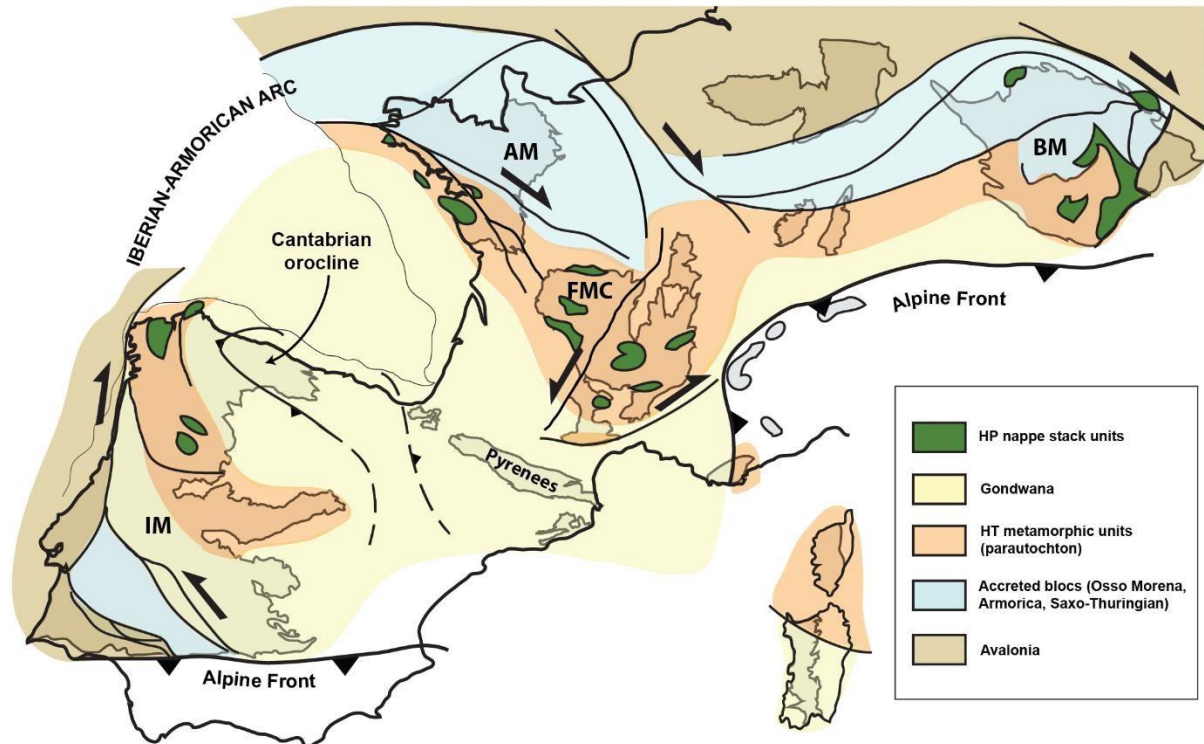 IBERIAN-ARMORICAN ARC
AM
BM
Cantabrian
orocline
FMC
Alpine Front
Pyrenees
IM
Alpine Front
HP nappe stack units
Gondwana
HT metamorphic units
(parautochton)
Accreted blocs (Osso Morena,
Armorica, Saxo-Thuringian)
Avalonia